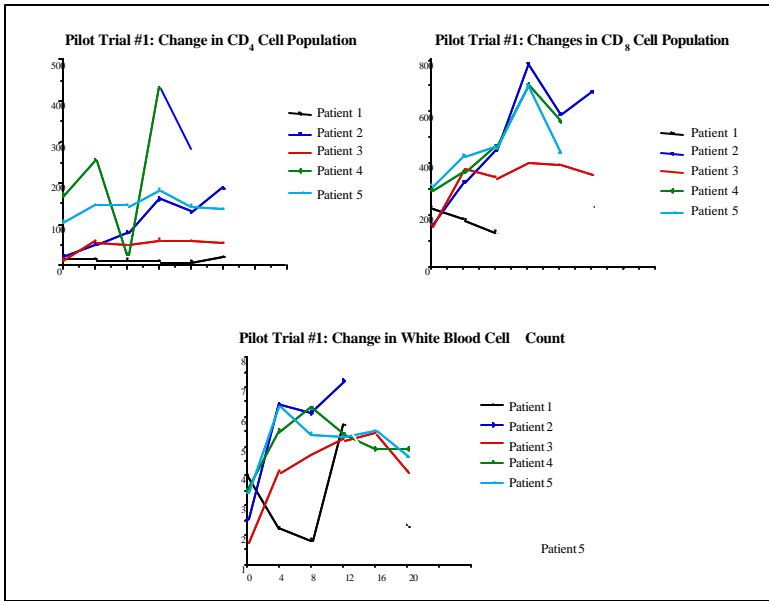 Pilot Trial #1: Change in CD4 Cell Population
500
400
300
200
100
0
Patient 1
Patient 2
Patient 3
Patient 4
Patient 5
Pilot Trial #1: Changes in CD8 Cell Population
800
600
400
200
0
Patient 1
Patient 2
Patient 3
Patient 4
Patient 5
Pilot Trial #1: Change in White Blood Cell Count
8
7
6
5
4
3
2
1
0 4 8 12 16 20
Patient 1
Patient 2
Patient 3
Patient 4
Patient 5
Patient 5